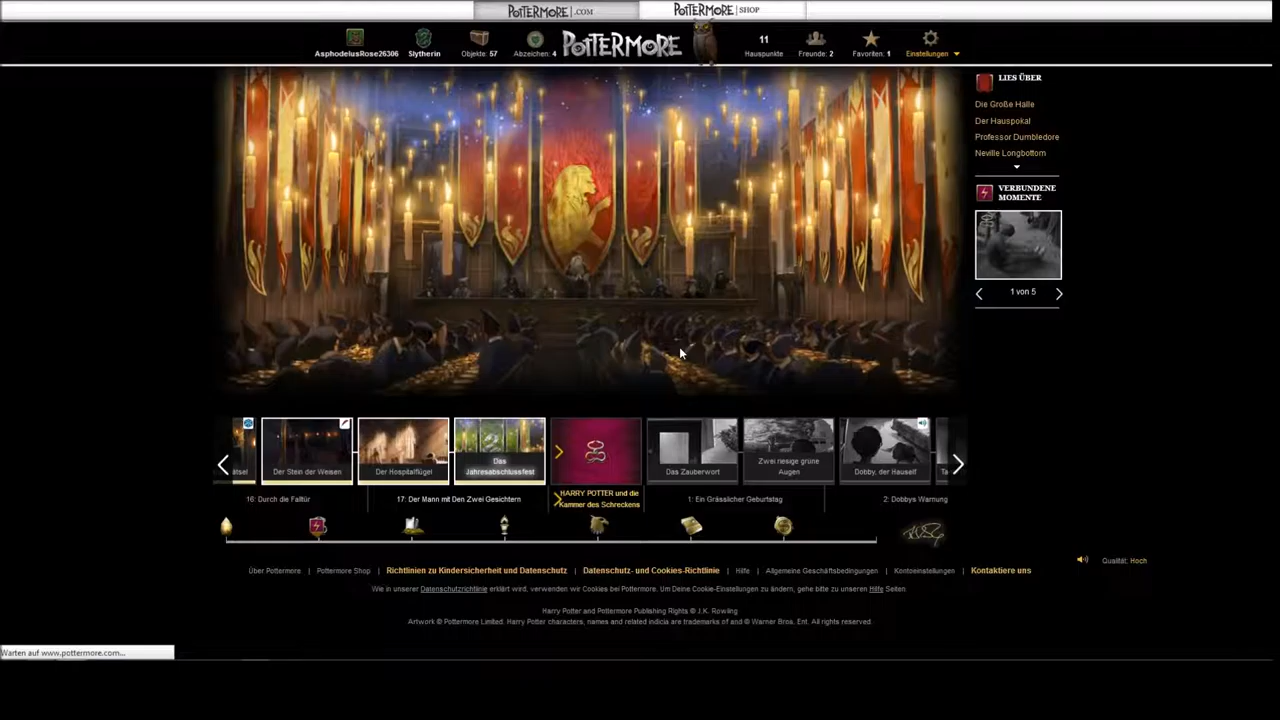 POTTERMORE | .COM
POTTERMORE | SHOP
AsphodelusRose26306
Slytherin
Objekte: 57
Abzeichen: 4
POTTERMORE
11
Hauspunkte
Freunde: 2
Favoriten: 1
Einstellungen
LIES ÜBER
Die Große Halle
Der Hauspokal
Professor Dumbledore
Neville Longbottom
VERBUNDENE
MOMENTE
1 von 5
ätsel
Der Stein der Weisen
Der Hospitalflügel
Das
Jahresabschlussfest
Das Zauberwort
Zwei riesige grüne
Augen
Dobby, der Hauself
Ta
16: Durch die Falltür
17: Der Mann mit Den Zwei Gesichtern
HARRY POTTER und die
Kammer des Schreckens
1: Ein Grässlicher Geburtstag
2: Dobbys Warnung
Qualität: Hoch
Über Pottermore | Pottermore Shop | Richtlinien zu Kindersicherheit und Datenschutz | Datenschutz- und Cookies-Richtlinie | Hilfe | Allgemeine Geschäftsbedingungen | Kontoeinstellungen | Kontaktiere uns
Wie in unserer Datenschutzrichtlinie erklärt wird, verwenden wir Cookies bei Pottermore. Um Deine Cookie-Einstellungen zu ändern, gehe bitte zu unseren Hilfe Seiten.
Harry Potter and Pottermore Publishing Rights © J.K. Rowling
Artwork © Pottermore Limited. Harry Potter characters, names and related indicia are trademarks of and © Warner Bros. Ent. All rights reserved.
Warten auf www.pottermore.com...